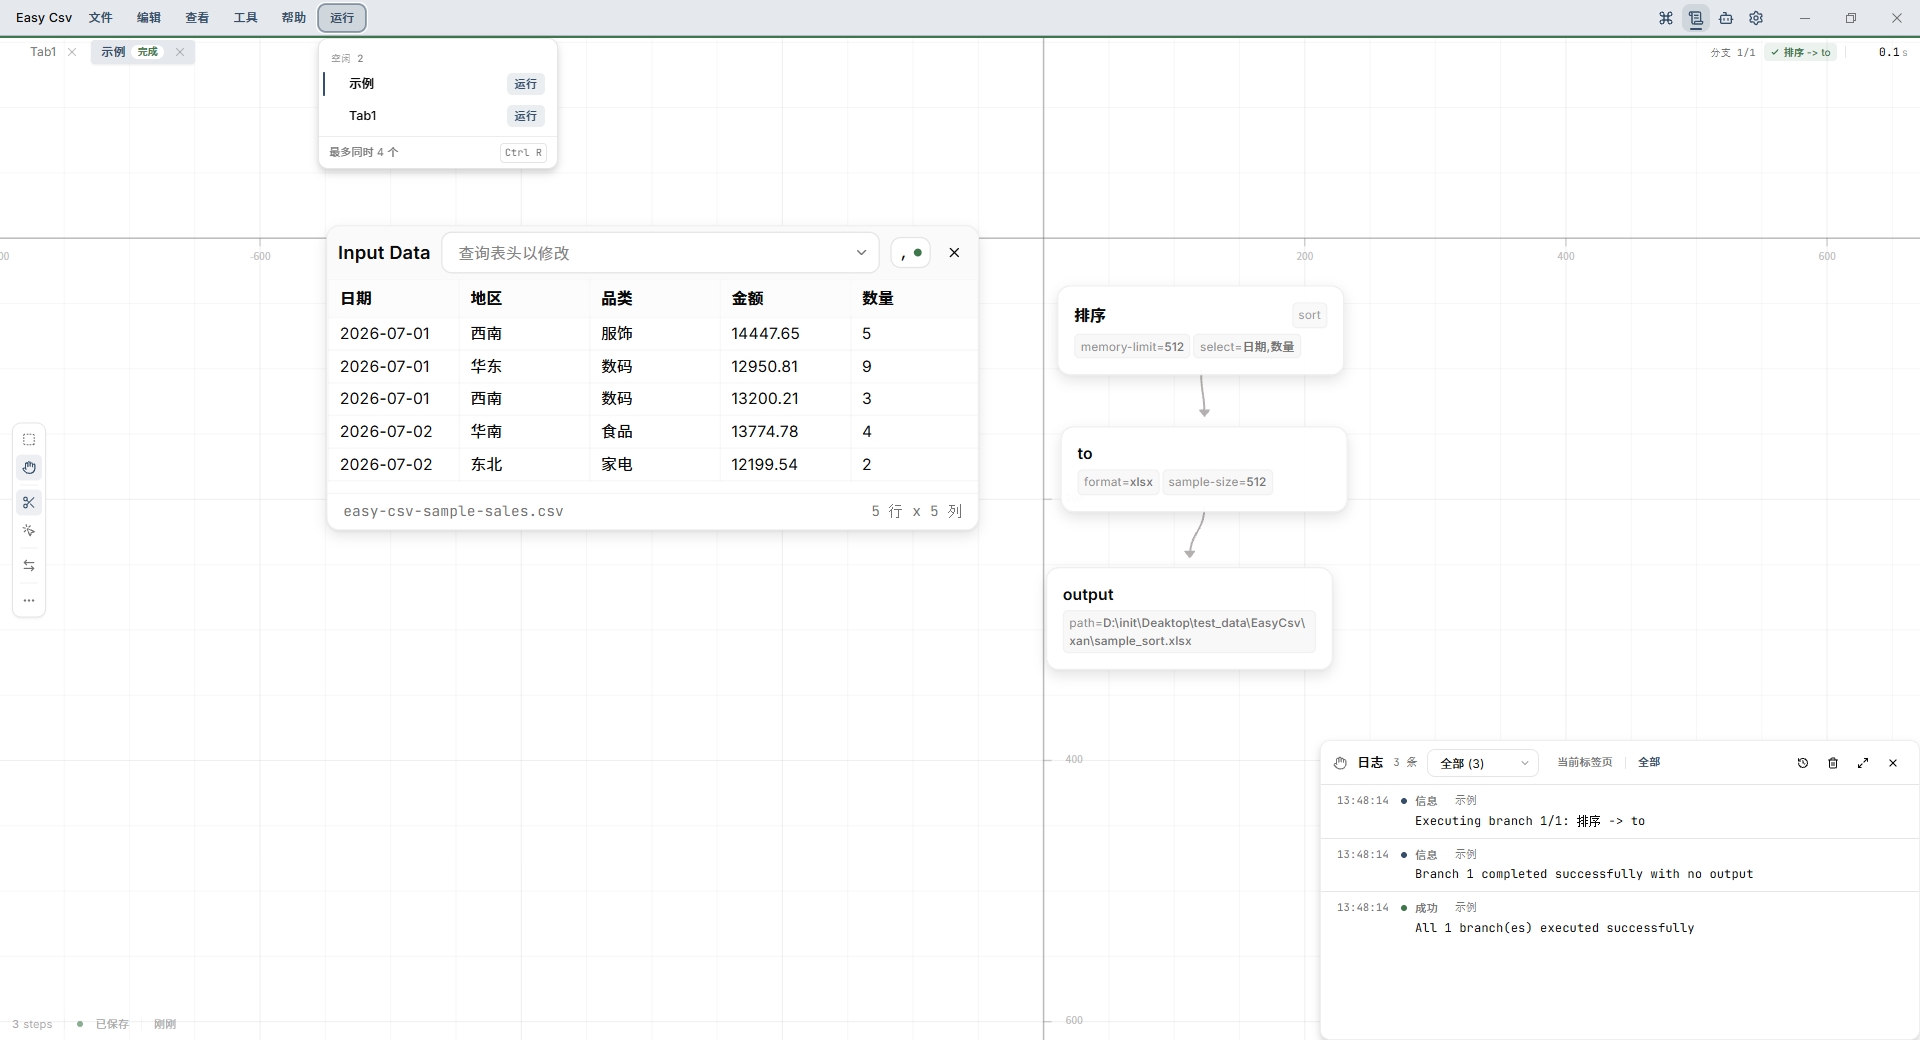 Easy Csv 文件 编辑 查看 工具 帮助 运行
Tab1 示例 完成
分支 1/1 排序 -> to 0.1 s
空闲 2
示例 运行
Tab1 运行
最多同时 4 个 Ctrl R
00 -600 200 400 600
Input Data 查询表头以修改 ,
日期 地区 品类 金额 数量
2026-07-01 西南 服饰 14447.65 5
2026-07-01 华东 数码 12950.81 9
2026-07-01 西南 数码 13200.21 3
2026-07-02 华南 食品 13774.78 4
2026-07-02 东北 家电 12199.54 2
easy-csv-sample-sales.csv 5 行 x 5 列
排序 sort
memory-limit=512 select=日期,数量
to
format=xlsx sample-size=512
output
path=D:\init\Deaktop\test_data\EasyCsv\
xan\sample_sort.xlsx
400
600
日志 3 条 全部 (3) 当前标签页 全部
13:48:14 信息 示例
Executing branch 1/1: 排序 -> to
13:48:14 信息 示例
Branch 1 completed successfully with no output
13:48:14 成功 示例
All 1 branch(es) executed successfully
3 steps 已保存 刚刚